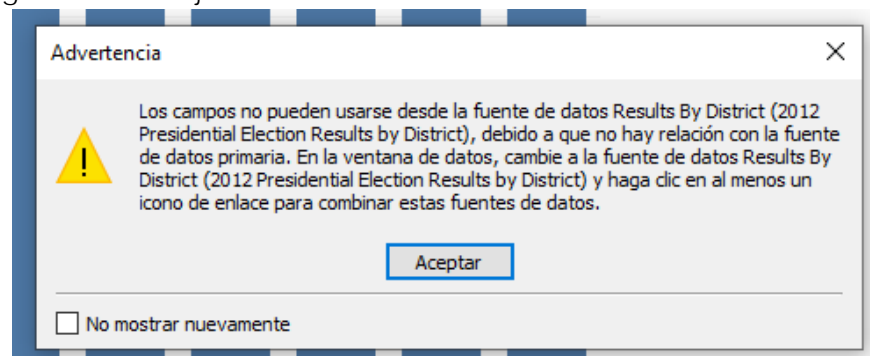 Advertencia
Los campos no pueden usarse desde la fuente de datos Results By District (2012
Presidential Election Results by District), debido a que no hay relación con la fuente
de datos primaria. En la ventana de datos, cambie a la fuente de datos Results By
District (2012 Presidential Election Results by District) y haga clic en al menos un
icono de enlace para combinar estas fuentes de datos.
Aceptar
No mostrar nuevamente